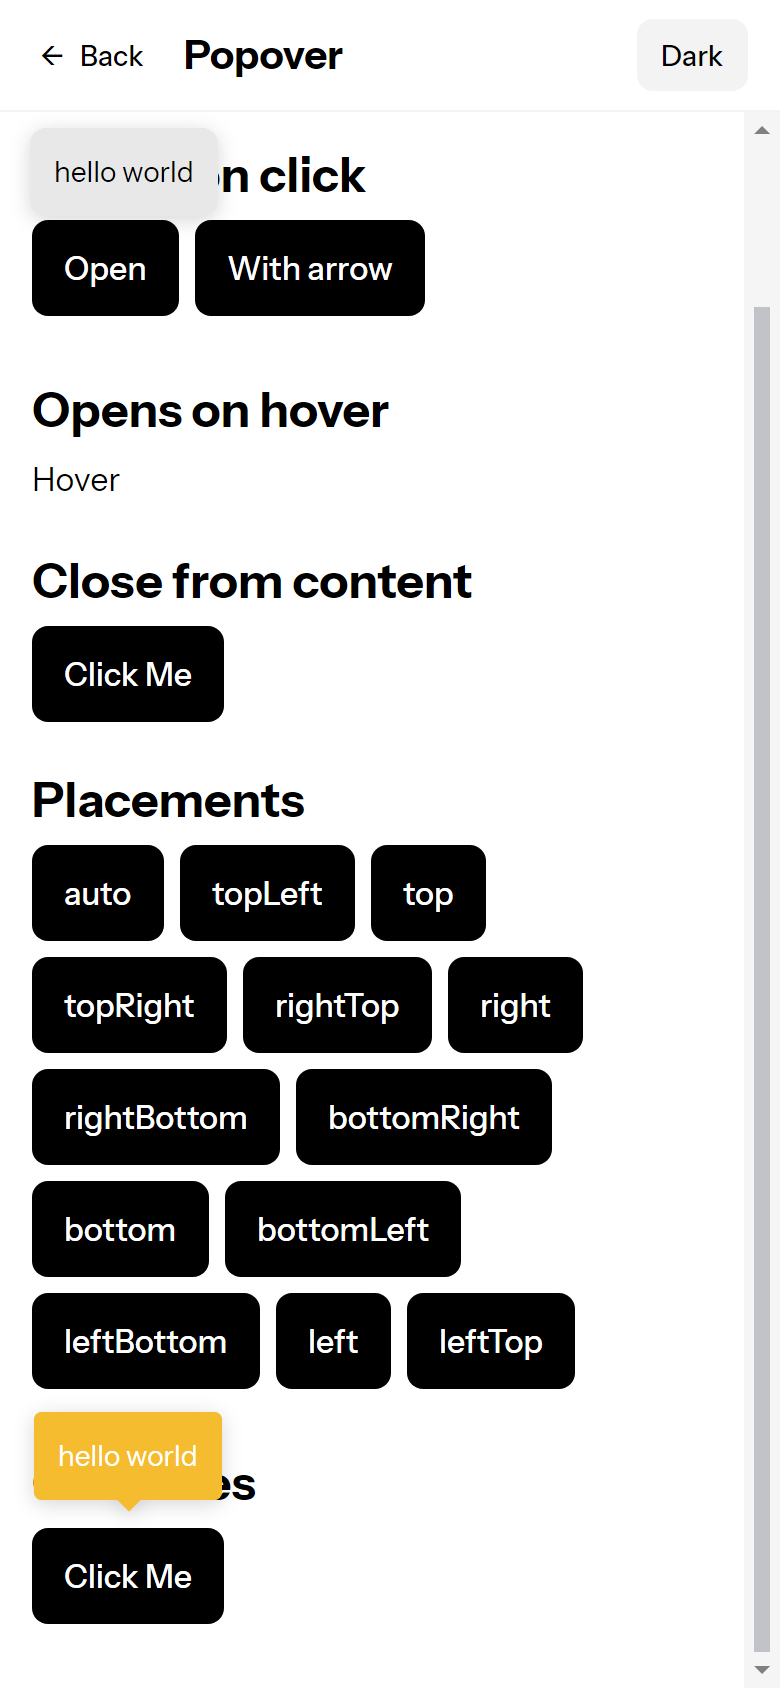 ← Back Popover Dark
hello world
on click
Open With arrow
Opens on hover
Hover
Close from content
Click Me
Placements
auto topLeft top
topRight rightTop right
rightBottom bottomRight
bottom bottomLeft
leftBottom left leftTop
hello world
es
Click Me